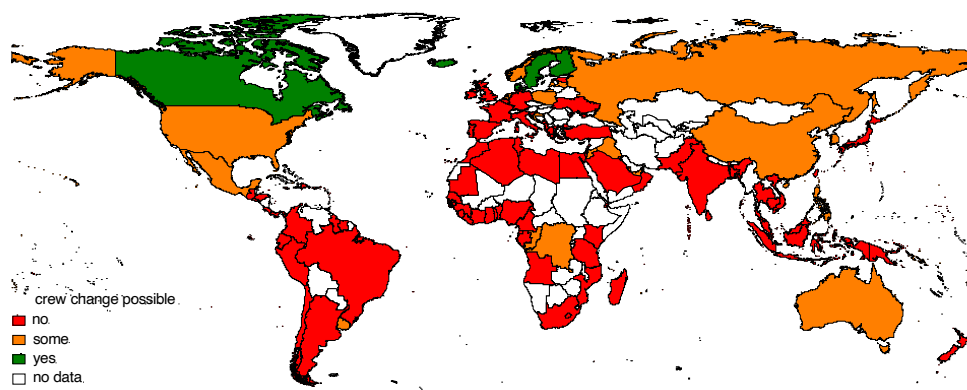 crew change possible
no
some
yes
no data